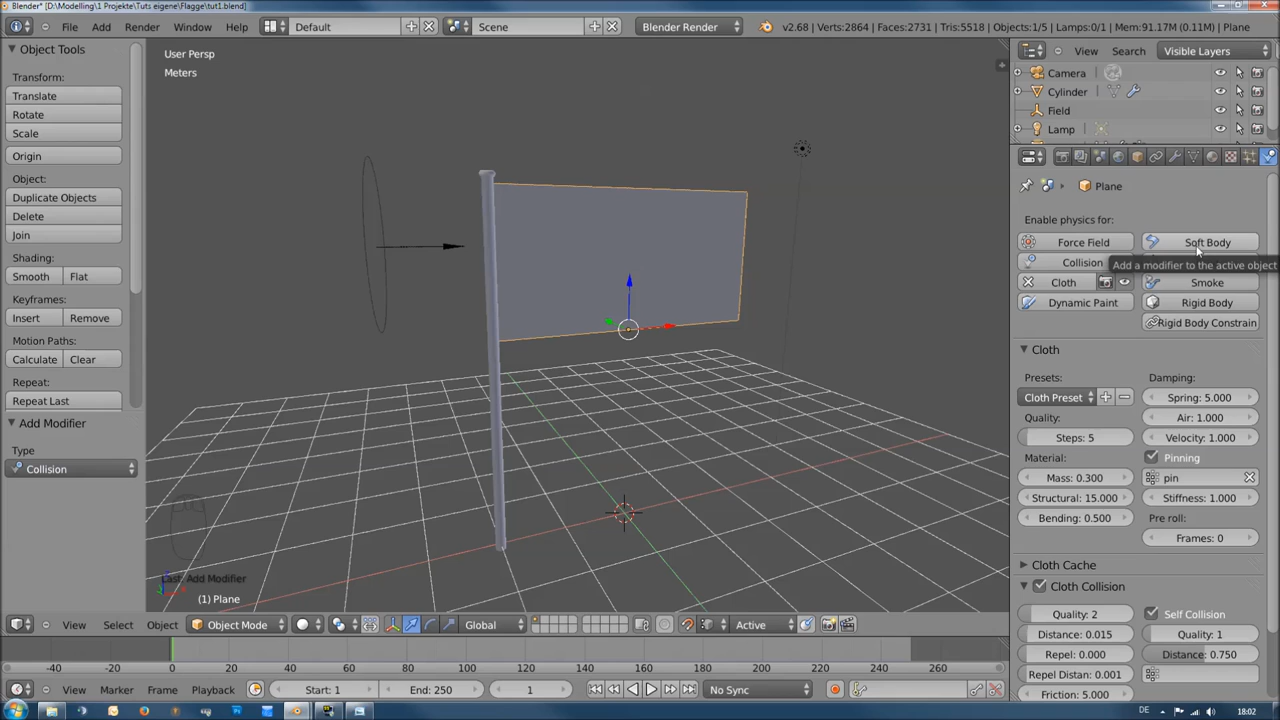 Blender* [D:\Modelling\1 Projekte\Tuts eigene\Flagge\tut1.blend]
File Add Render Window Help Default Scene Blender Render v2.68 | Verts:2864 | Faces:2731 | Tris:5518 | Objects:1/5 | Lamps:0/1 | Mem:91.17M (0.11M) | Plane
Object Tools
Transform:
Translate
Rotate
Scale
Origin
Object:
Duplicate Objects
Delete
Join
Shading:
Smooth Flat
Keyframes:
Insert Remove
Motion Paths:
Calculate Clear
Repeat:
Repeat Last
Add Modifier
Type
Collision
User Persp
Meters
Last: Add Modifier
(1) Plane
View Select Object Object Mode Global Active
-40 -20 0 20 40 60 80 100 120 140 160 180 200 220 240 260
View Marker Frame Playback Start: 1 End: 250 1 No Sync
View Search Visible Layers
Camera
Cylinder
Field
Lamp
Plane
Enable physics for:
Force Field Soft Body
Collision
Add a modifier to the active object
Cloth Smoke
Dynamic Paint Rigid Body
Rigid Body Constrain
Cloth
Presets: Damping:
Cloth Preset Spring: 5.000
Quality: Air: 1.000
Steps: 5 Velocity: 1.000
Material: Pinning
Mass: 0.300 pin
Structural: 15.000 Stiffness: 1.000
Bending: 0.500 Pre roll:
Frames: 0
Cloth Cache
Cloth Collision
Quality: 2 Self Collision
Distance: 0.015 Quality: 1
Repel: 0.000 Distance: 0.750
Repel Distan: 0.001
Friction: 5.000
DE 18:02